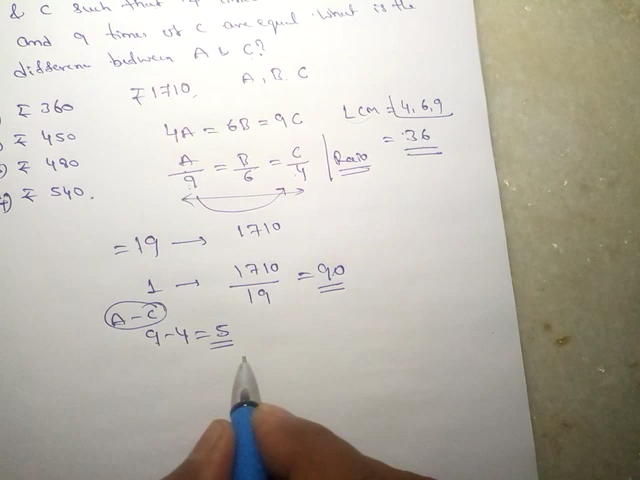 & C such that 4
and 9 times of C are equal. What is the
difference between A & C?
₹ 360
₹ 450
₹ 480
₹ 540.
₹1710. A, B, C
4A = 6B = 9C
LCM = 4, 6, 9
= 36
A/9 = B/6 = C/4
Raio
= 19 → 1710
1 → 1710/19 = 90
A - C
9 - 4 = 5